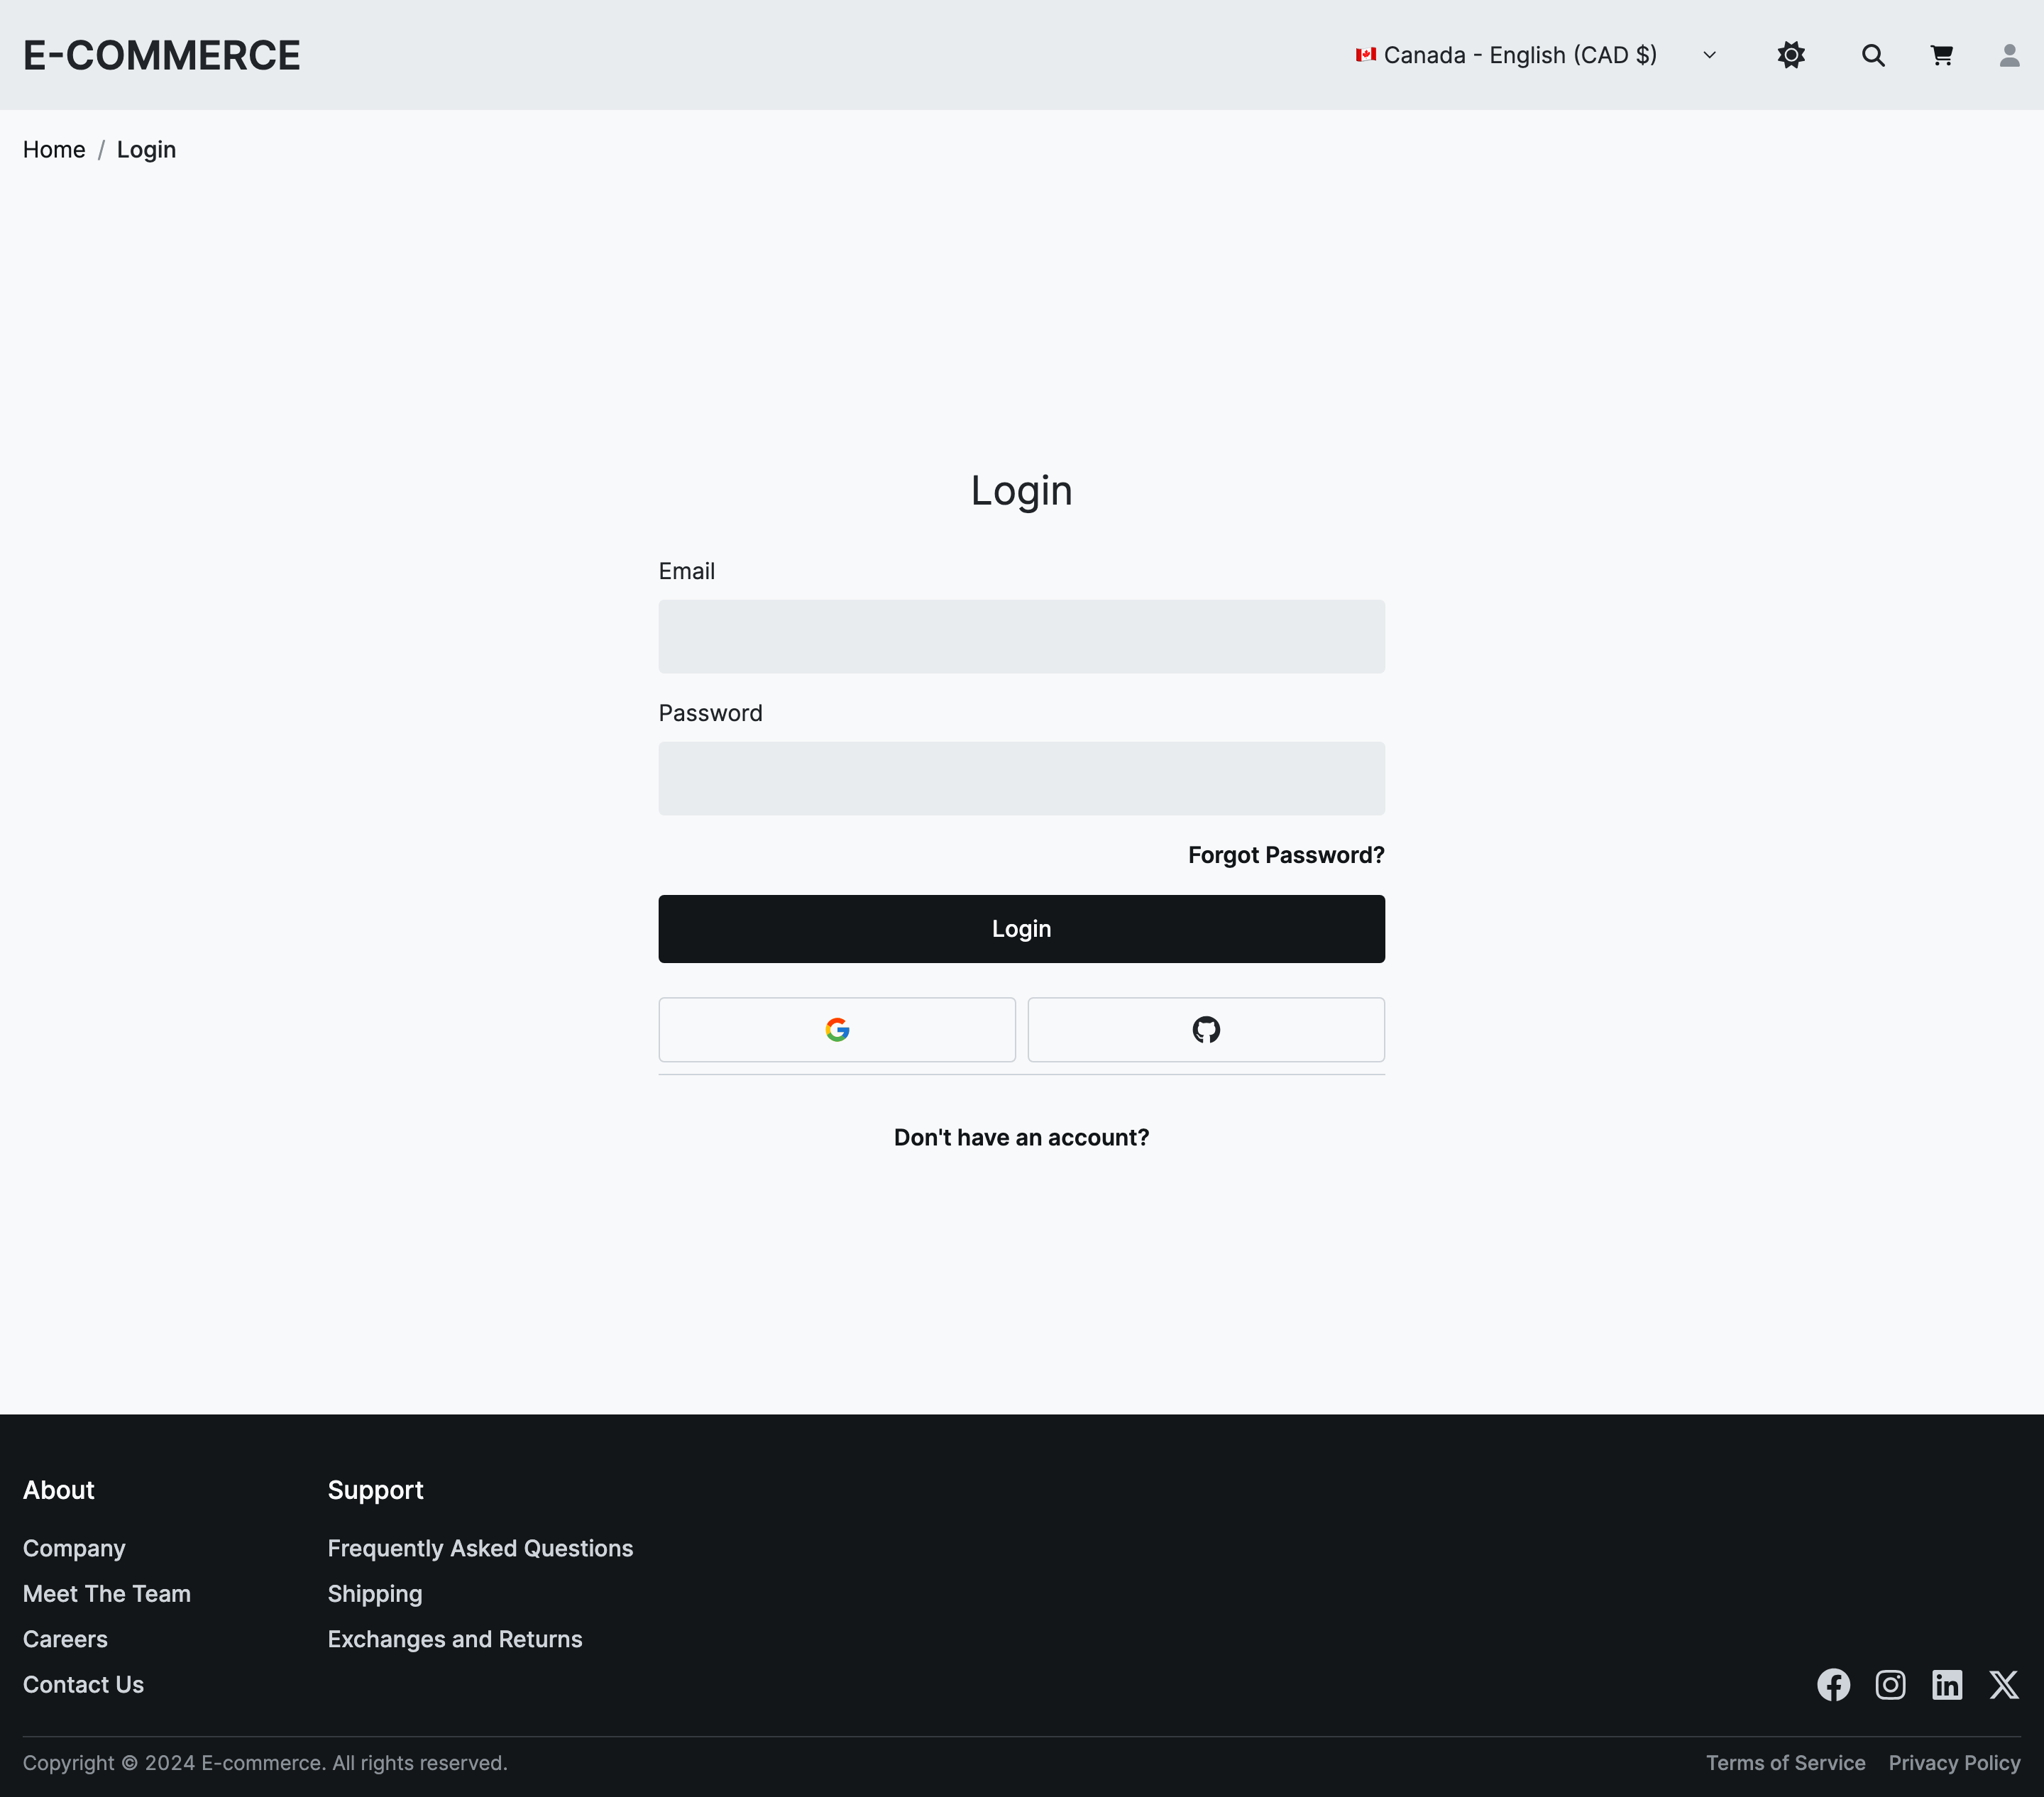 E-COMMERCE
Canada - English (CAD $)
Home / Login
Login
Email
Password
Forgot Password?
Login
Don't have an account?
About
Company
Meet The Team
Careers
Contact Us
Support
Frequently Asked Questions
Shipping
Exchanges and Returns
Copyright © 2024 E-commerce. All rights reserved.
Terms of Service
Privacy Policy